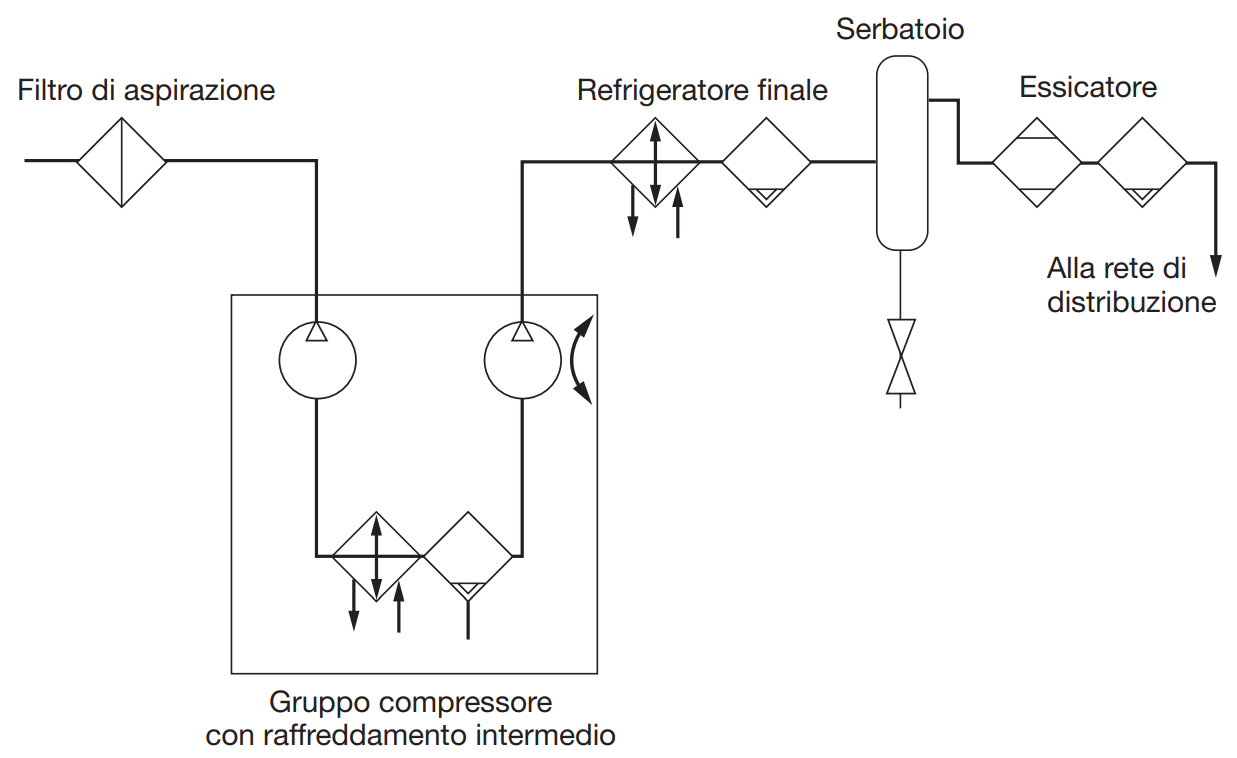 Serbatoio
Filtro di aspirazione
Refrigeratore finale
Essicatore
Alla rete di
distribuzione
Gruppo compressore
con raffreddamento intermedio